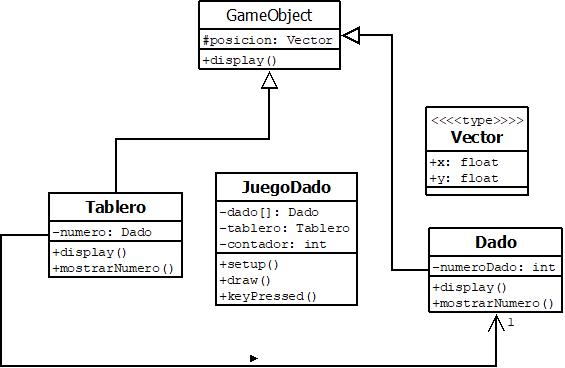 GameObject
#posicion: Vector
+display()
<<<<type>>>>
Vector
+x: float
+y: float
Tablero
-numero: Dado
+display()
+mostrarNumero()
JuegoDado
-dado[]: Dado
-tablero: Tablero
-contador: int
+setup()
+draw()
+keyPressed()
Dado
-numeroDado: int
+display()
+mostrarNumero()
1